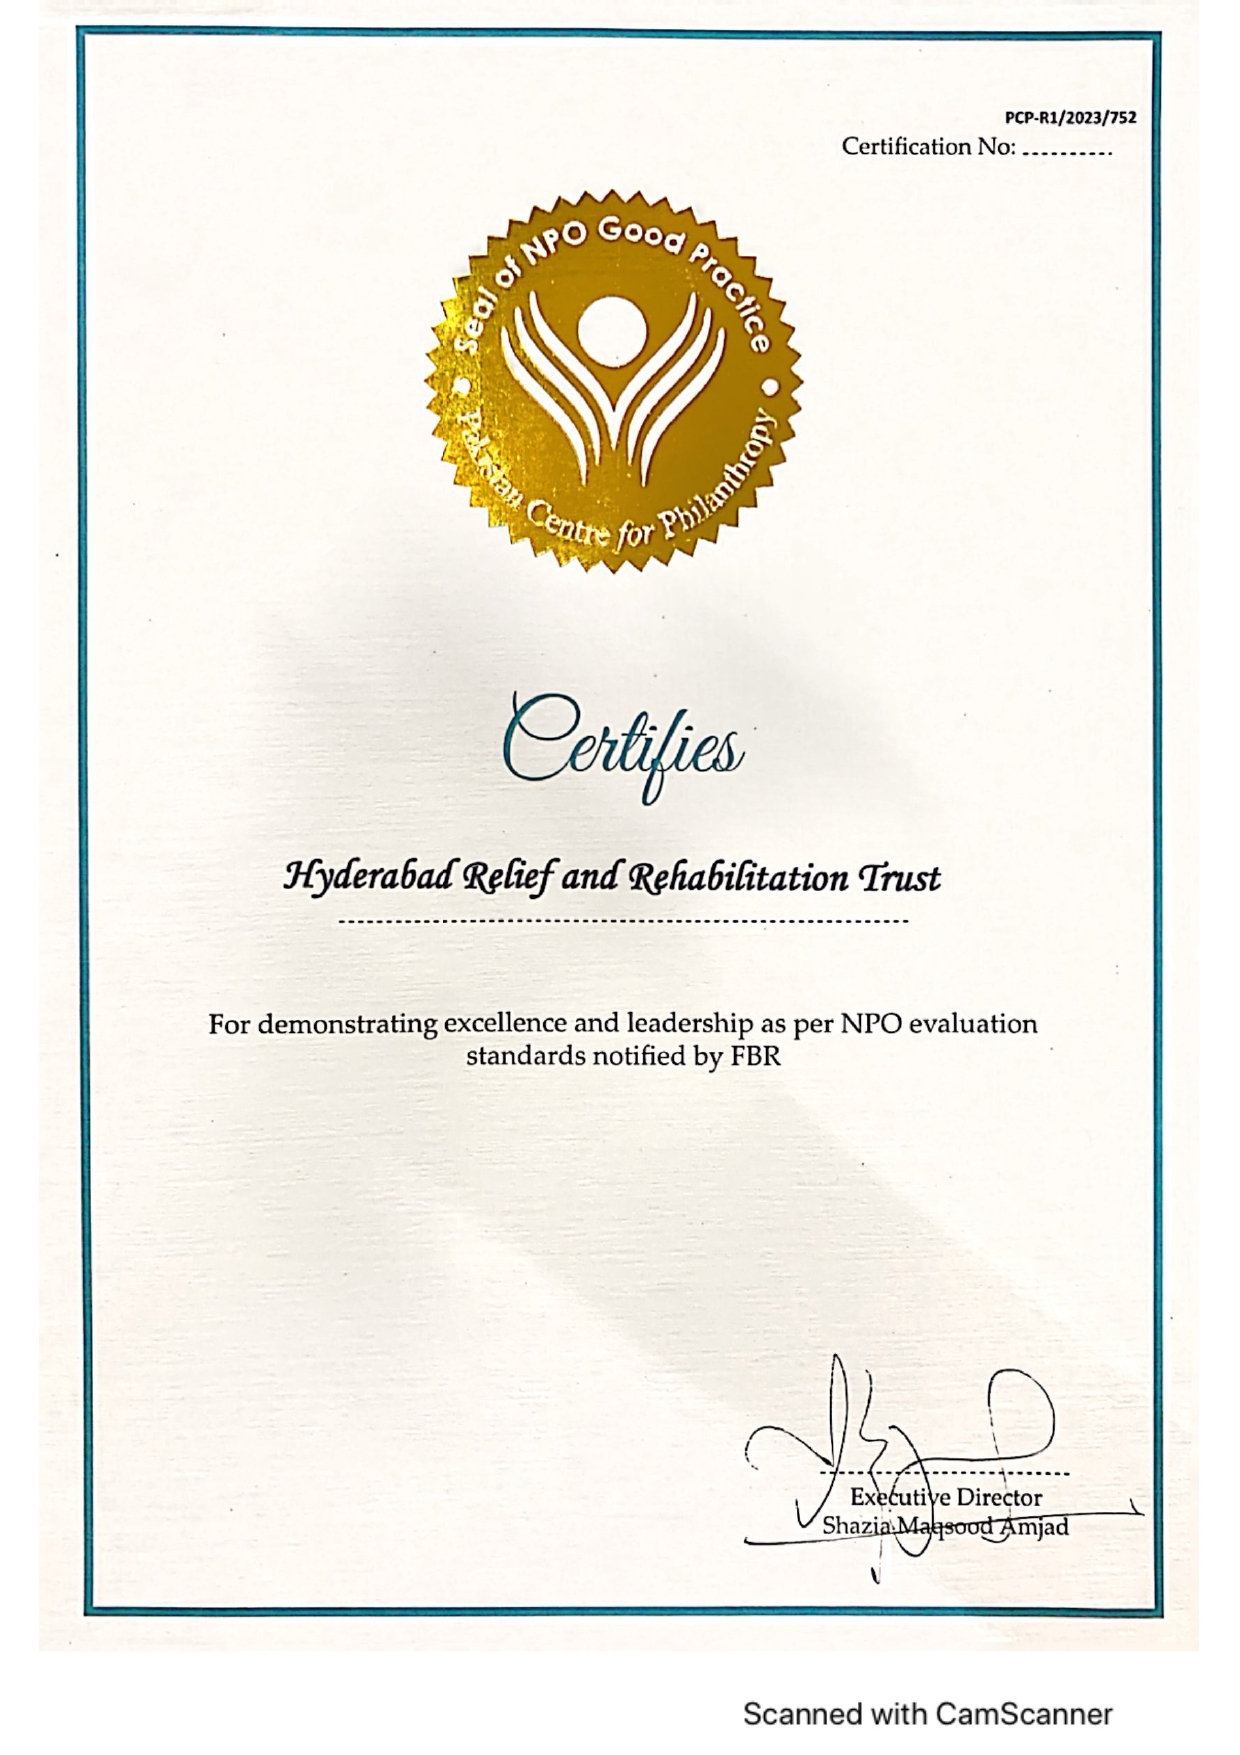 PCP-R1/2023/752
Certification No: ..........
Seal of NPO Good Practice
Pakistan Centre for Philanthropy
Certifies
Hyderabad Relief and Rehabilitation Trust
For demonstrating excellence and leadership as per NPO evaluation
standards notified by FBR
Executive Director
Shazia Maqsood Amjad
Scanned with CamScanner